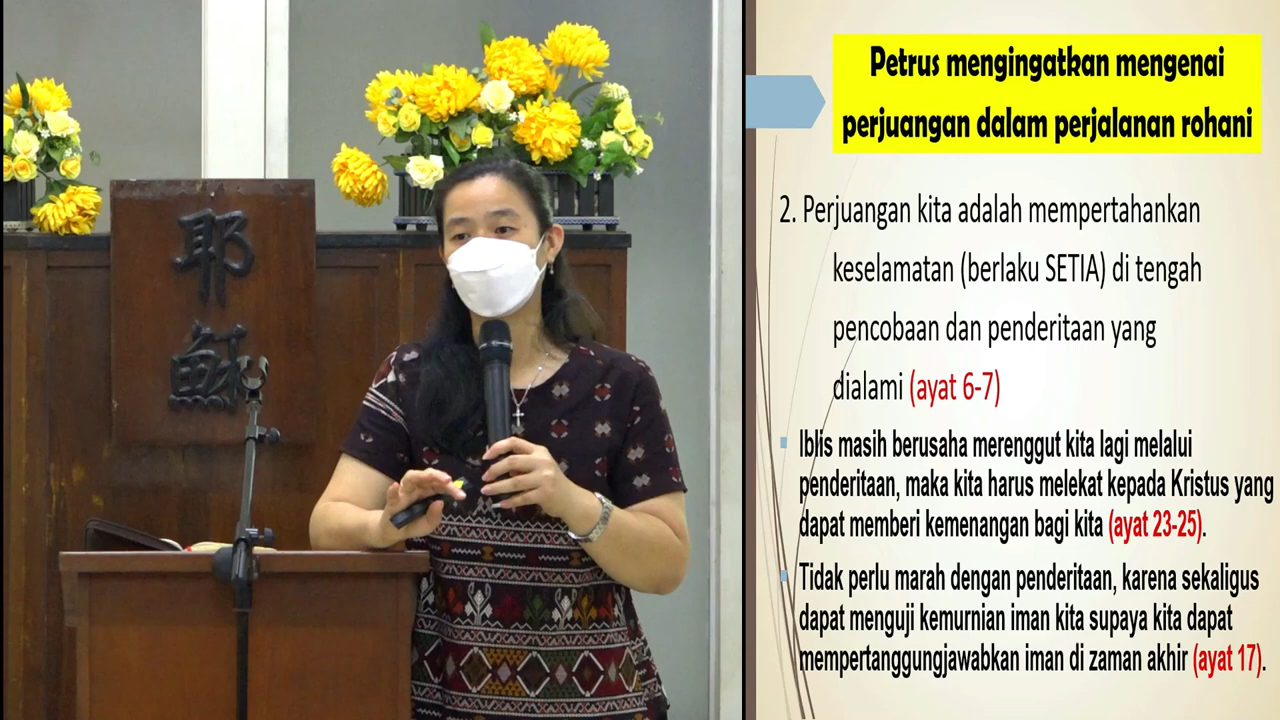 耶
穌
Petrus mengingatkan mengenai
perjuangan dalam perjalanan rohani
2. Perjuangan kita adalah mempertahankan
keselamatan (berlaku SETIA) di tengah
pencobaan dan penderitaan yang
dialami (ayat 6-7)
Iblis masih berusaha merenggut kita lagi melalui
penderitaan, maka kita harus melekat kepada Kristus yang
dapat memberi kemenangan bagi kita (ayat 23-25).
Tidak perlu marah dengan penderitaan, karena sekaligus
dapat menguji kemurnian iman kita supaya kita dapat
mempertanggungjawabkan iman di zaman akhir (ayat 17).